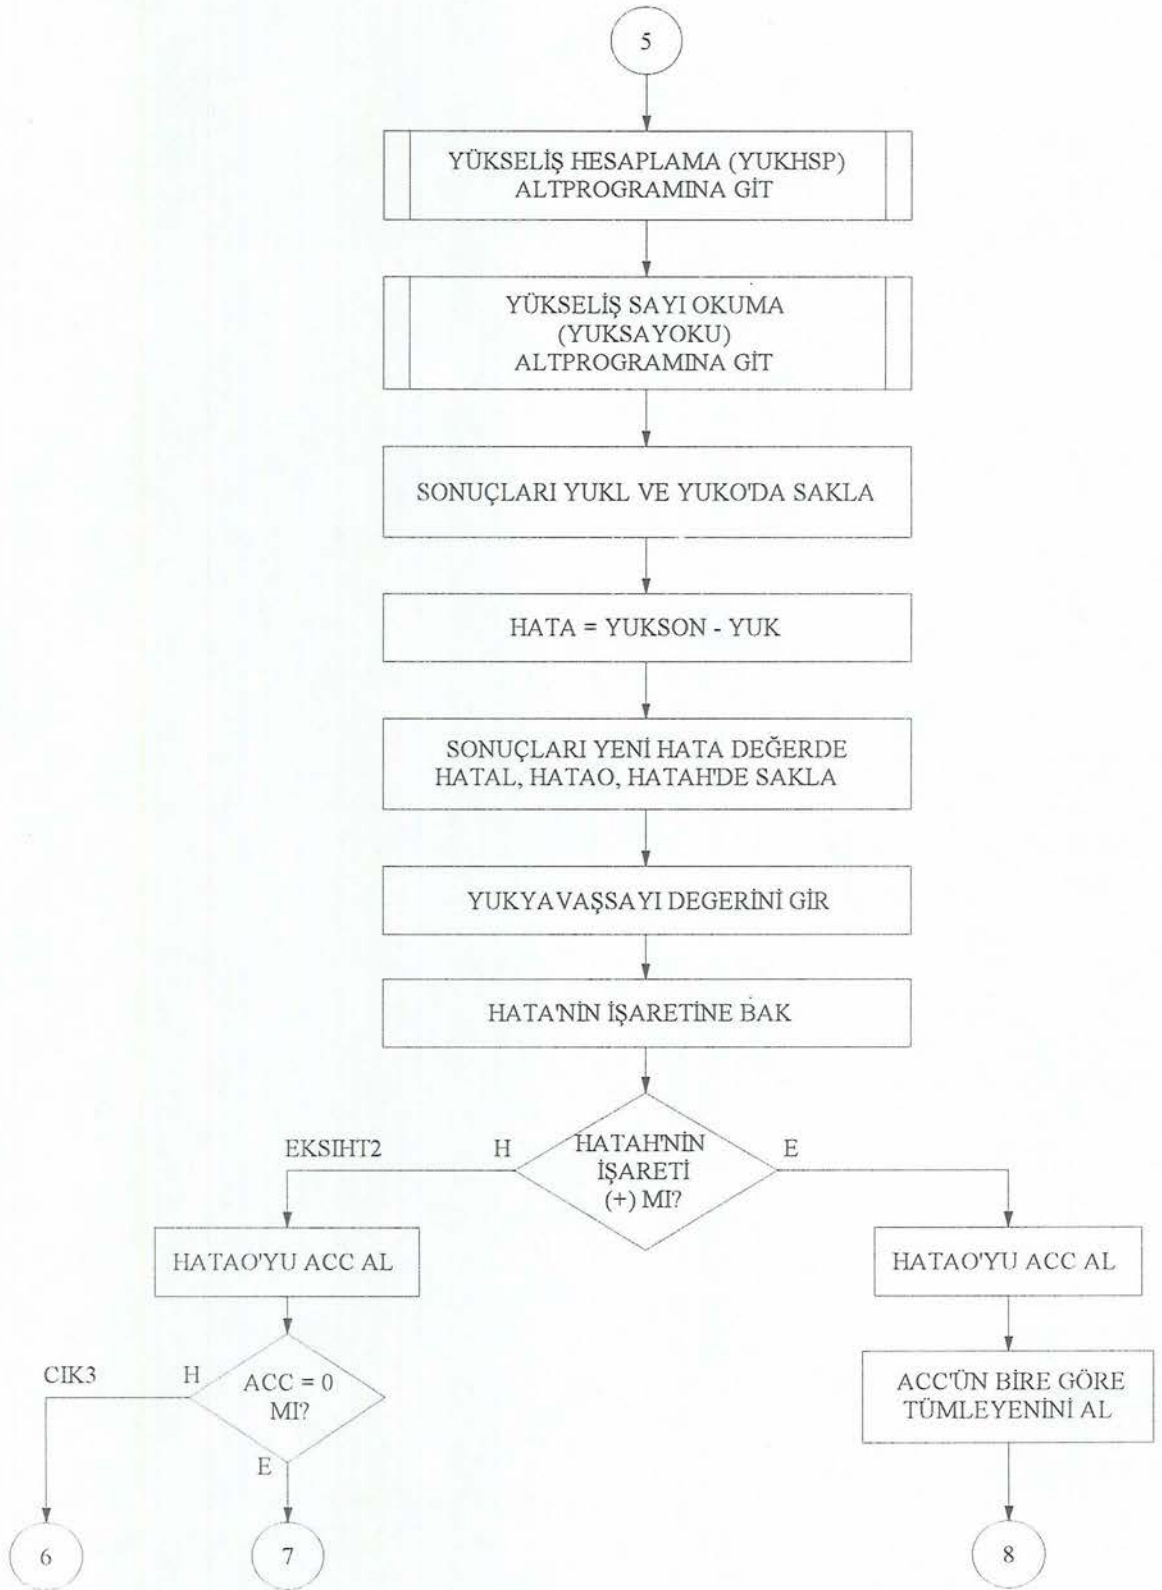 5
YÜKSELİŞ HESAPLAMA (YUKHSP)
ALTPROGRAMINA GİT
YÜKSELİŞ SAYI OKUMA
(YUKSAYOKU)
ALTPROGRAMINA GİT
SONUÇLARI YUKL VE YUKO'DA SAKLA
HATA = YUKSON - YUK
SONUÇLARI YENİ HATA DEĞERDE
HATAL, HATAO, HATAH'DE SAKLA
YUKYAVAŞSAYI DEGERİNİ GİR
HATA'NİN İŞARETİNE BAK
HATAH'NİN
İŞARETİ
(+) MI?
EKSIHT2
H
E
HATAO'YU ACC AL
HATAO'YU ACC AL
CIK3
H
ACC = 0
MI?
E
ACC'ÜN BİRE GÖRE
TÜMLEYENİNİ AL
6
7
8